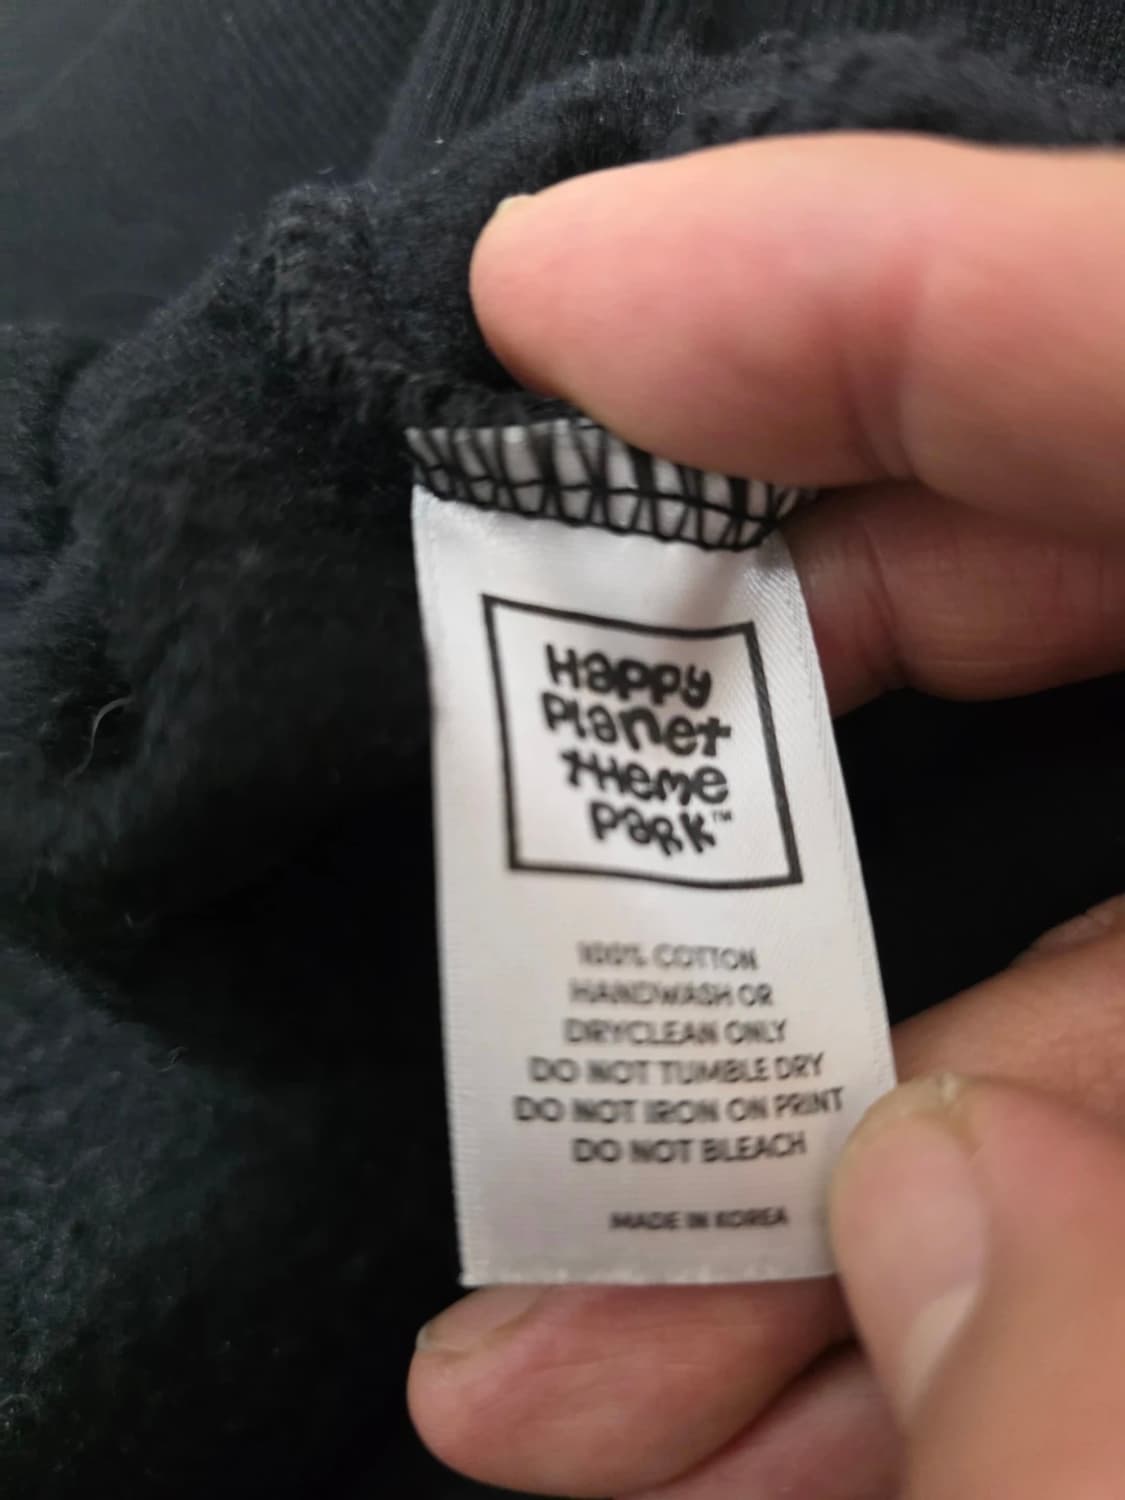 Happy
Planet
theme
park™
100% COTTON
HANDWASH OR
DRYCLEAN ONLY
DO NOT TUMBLE DRY
DO NOT IRON ON PRINT
DO NOT BLEACH
MADE IN KOREA